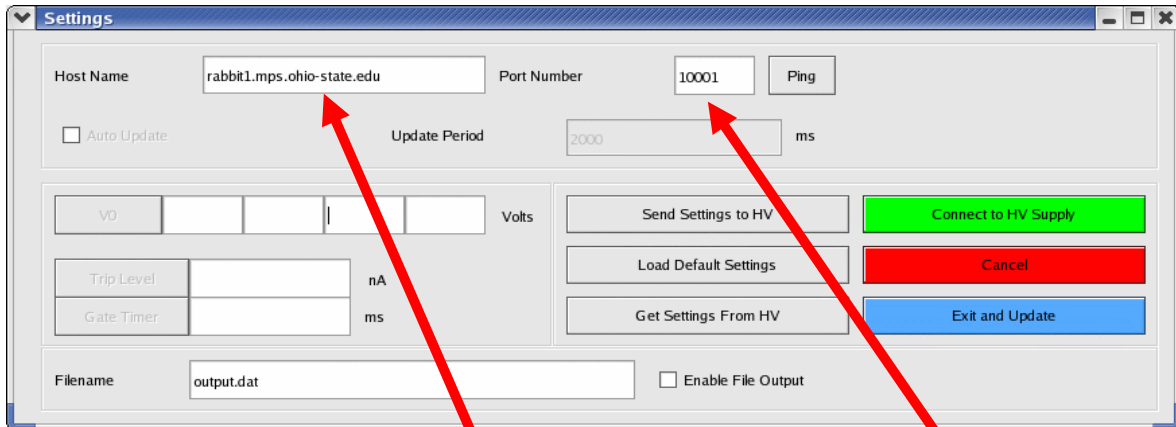 Settings
Host Name rabbit1.mps.ohio-state.edu Port Number 10001 Ping
Auto Update Update Period 2000 ms
V0 Volts Send Settings to HV Connect to HV Supply
Trip Level nA Load Default Settings Cancel
Gate Timer ms Get Settings From HV Exit and Update
Filename output.dat Enable File Output